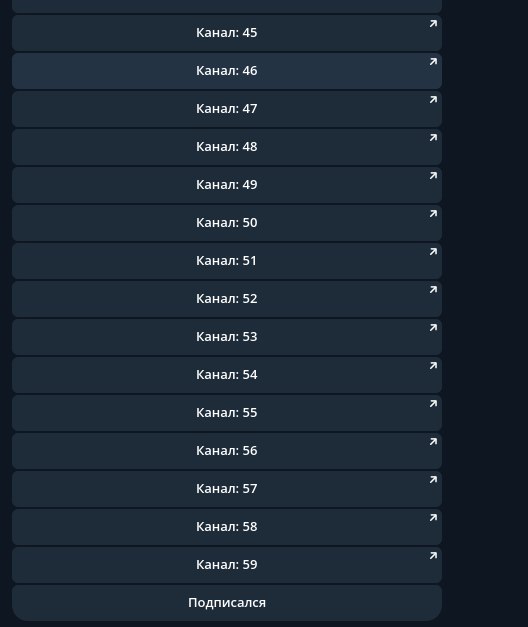 Канал: 45
Канал: 46
Канал: 47
Канал: 48
Канал: 49
Канал: 50
Канал: 51
Канал: 52
Канал: 53
Канал: 54
Канал: 55
Канал: 56
Канал: 57
Канал: 58
Канал: 59
Подписался